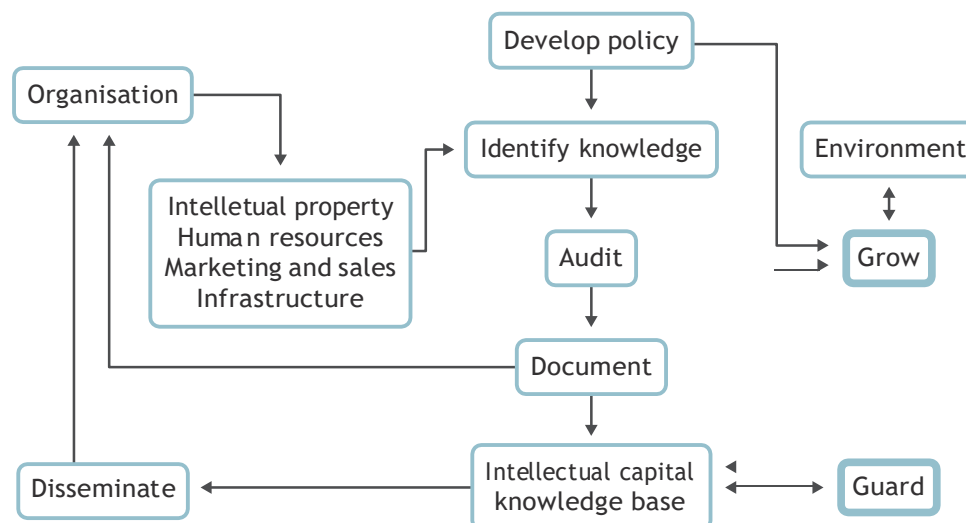 Develop policy
Organisation
Identify knowledge
Environment
Intelletual property
Human resources
Marketing and sales
Infrastructure
Audit
Grow
Document
Disseminate
Intellectual capital
knowledge base
Guard